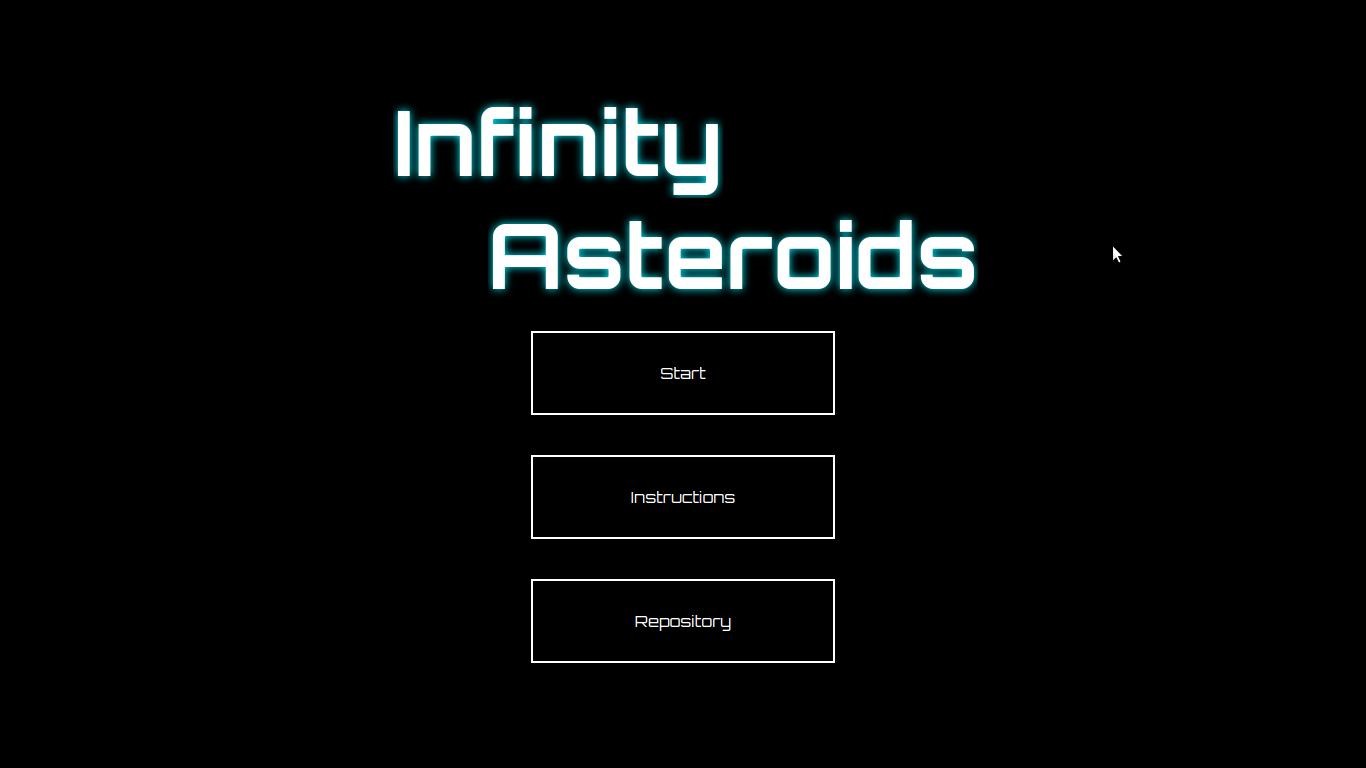 Infinity
Asteroids
Start
Instructions
Repository